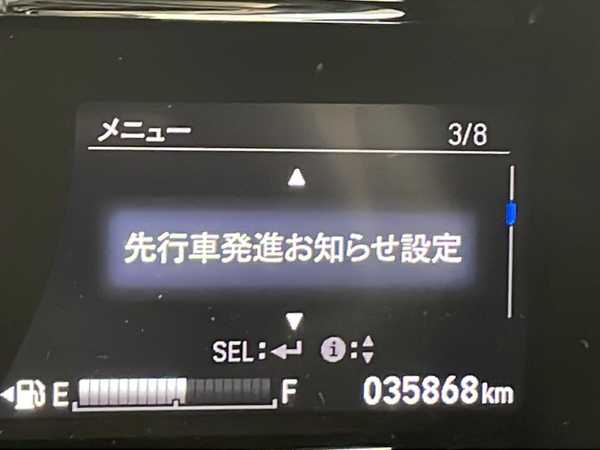 メニュー 3/8
先行車発進お知らせ設定
SEL: :
E F 035868km